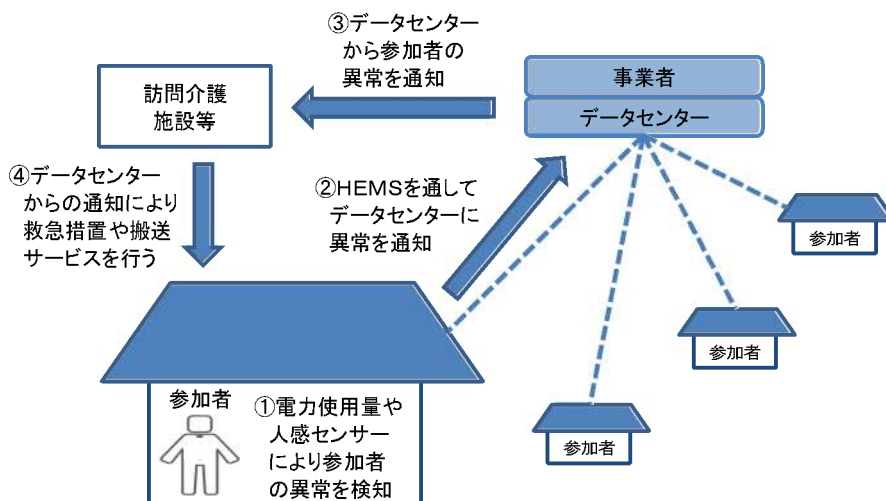 ③データセンター
から参加者の
異常を通知
訪問介護
施設等
事業者
データセンター
④データセンター
からの通知により
救急措置や搬送
サービスを行う
②HEMSを通して
データセンターに
異常を通知
参加者
参加者
参加者
参加者
①電力使用量や
人感センサー
により参加者
の異常を検知